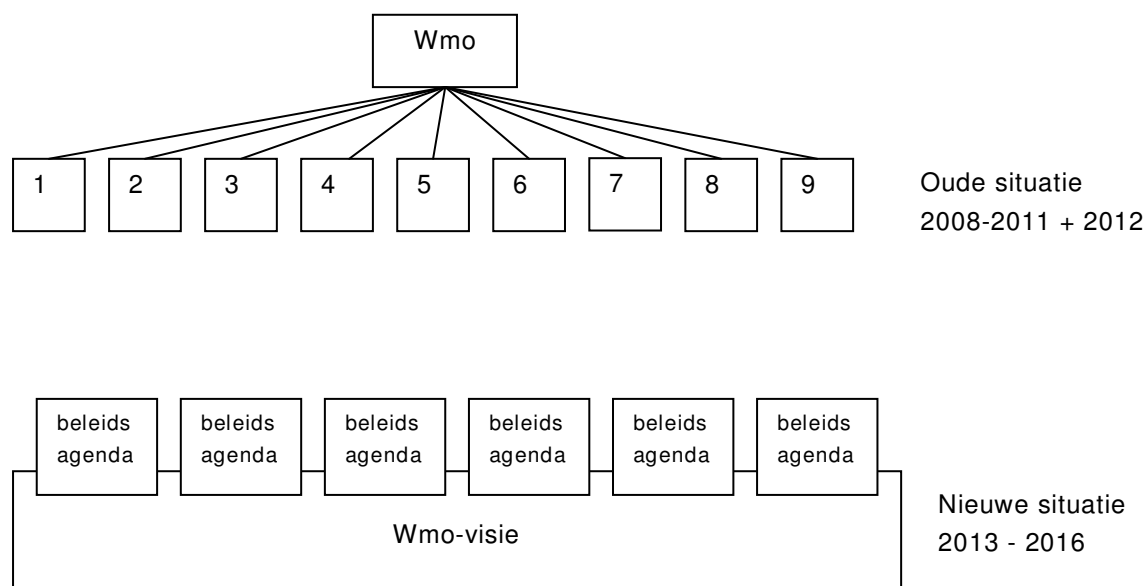 Wmo
1 2 3 4 5 6 7 8 9
Oude situatie
2008-2011 + 2012
beleids beleids beleids beleids beleids beleids
agenda agenda agenda agenda agenda agenda
Wmo-visie
Nieuwe situatie
2013 - 2016